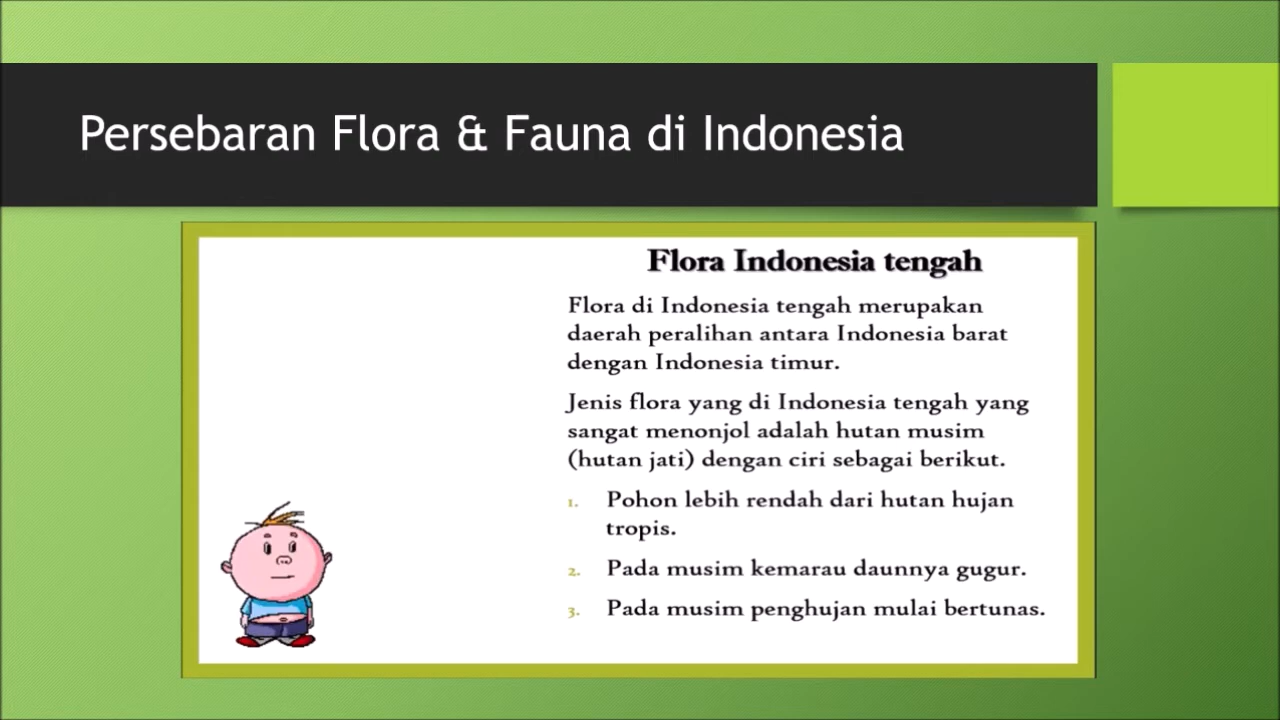 Persebaran Flora & Fauna di Indonesia
Flora Indonesia tengah
Flora di Indonesia tengah merupakan
daerah peralihan antara Indonesia barat
dengan Indonesia timur.
Jenis flora yang di Indonesia tengah yang
sangat menonjol adalah hutan musim
(hutan jati) dengan ciri sebagai berikut.
1. Pohon lebih rendah dari hutan hujan
tropis.
2. Pada musim kemarau daunnya gugur.
3. Pada musim penghujan mulai bertunas.